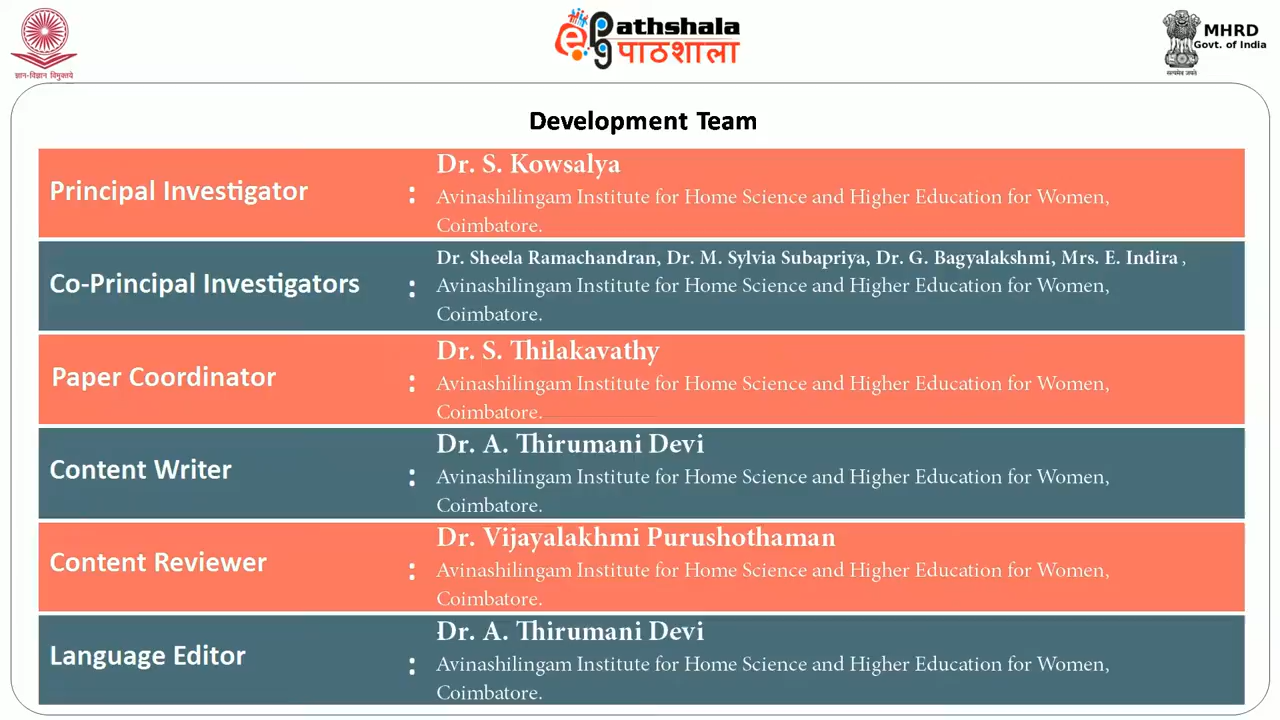 ज्ञान-विज्ञान विमुक्तये
e
Pathshala
pg पाठशाला
सत्यमेव जयते
MHRD
Govt. of India
Development Team
Principal Investigator :
Dr. S. Kowsalya
Avinashilingam Institute for Home Science and Higher Education for Women,
Coimbatore.
Co-Principal Investigators :
Dr. Sheela Ramachandran, Dr. M. Sylvia Subapriya, Dr. G. Bagyalakshmi, Mrs. E. Indira ,
Avinashilingam Institute for Home Science and Higher Education for Women,
Coimbatore.
Paper Coordinator :
Dr. S. Thilakavathy
Avinashilingam Institute for Home Science and Higher Education for Women,
Coimbatore.
Content Writer :
Dr. A. Thirumani Devi
Avinashilingam Institute for Home Science and Higher Education for Women,
Coimbatore.
Content Reviewer :
Dr. Vijayalakhmi Purushothaman
Avinashilingam Institute for Home Science and Higher Education for Women,
Coimbatore.
Language Editor :
Dr. A. Thirumani Devi
Avinashilingam Institute for Home Science and Higher Education for Women,
Coimbatore.